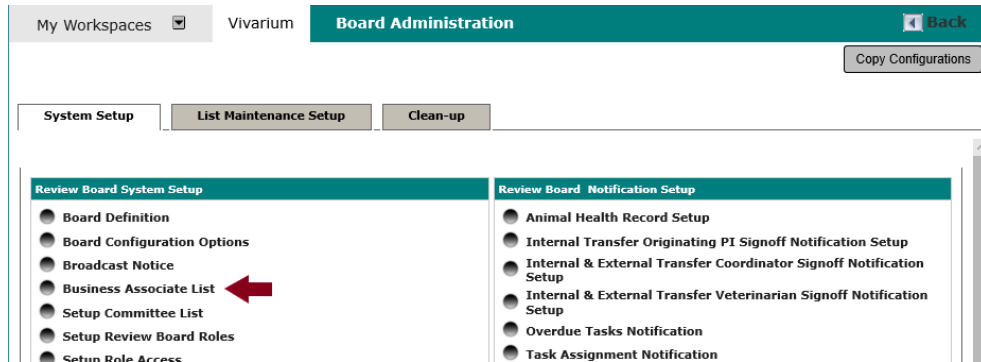 My Workspaces
Vivarium
Board Administration
Back
Copy Configurations
System Setup
List Maintenance Setup
Clean-up
Review Board System Setup
Board Definition
Board Configuration Options
Broadcast Notice
Business Associate List
Setup Committee List
Setup Review Board Roles
Setup Role Access
Review Board Notification Setup
Animal Health Record Setup
Internal Transfer Originating PI Signoff Notification Setup
Internal & External Transfer Coordinator Signoff Notification
Setup
Internal & External Transfer Veterinarian Signoff Notification
Setup
Overdue Tasks Notification
Task Assignment Notification